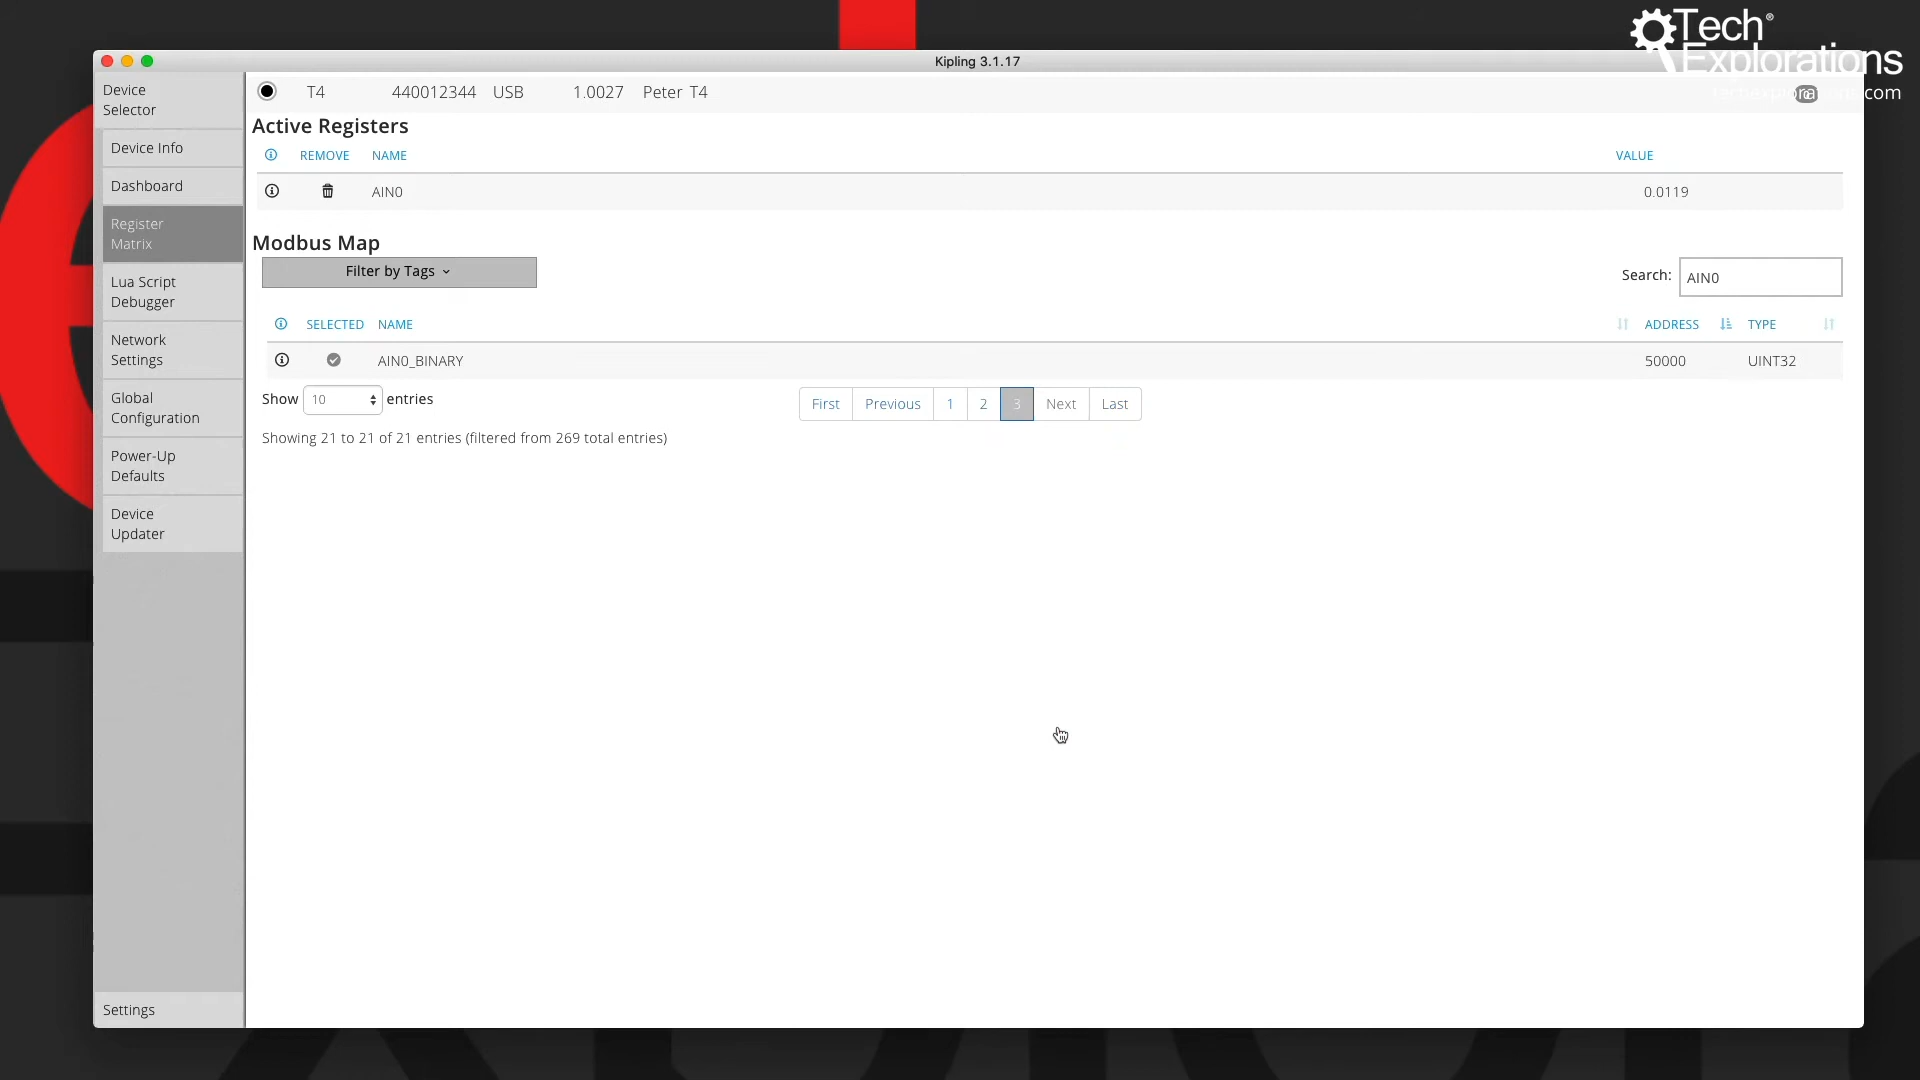 Tech®
Explorations
Kipling 3.1.17
Device
Selector
T4 440012344 USB 1.0027 Peter T4
.com
Active Registers
REMOVE NAME VALUE
AIN0 0.0119
Device Info
Dashboard
Register
Matrix
Lua Script
Debugger
Network
Settings
Global
Configuration
Power-Up
Defaults
Device
Updater
Settings
Modbus Map
Filter by Tags
Search: AIN0
SELECTED NAME ADDRESS TYPE
AIN0_BINARY 50000 UINT32
Show 10 entries
First Previous 1 2 3 Next Last
Showing 21 to 21 of 21 entries (filtered from 269 total entries)